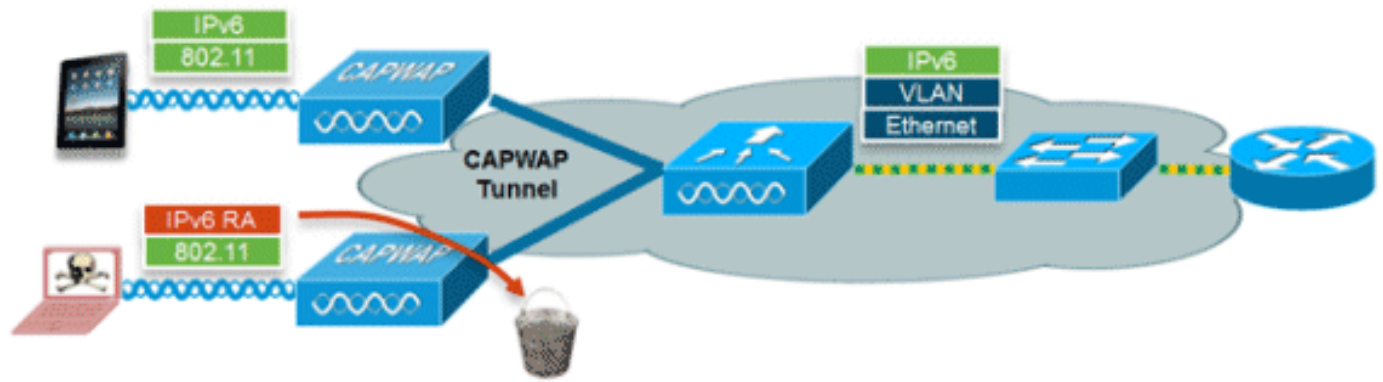 IPv6
802.11
CAPWAP
IPv6
VLAN
Ethernet
CAPWAP
Tunnel
IPv6 RA
802.11
CAPWAP